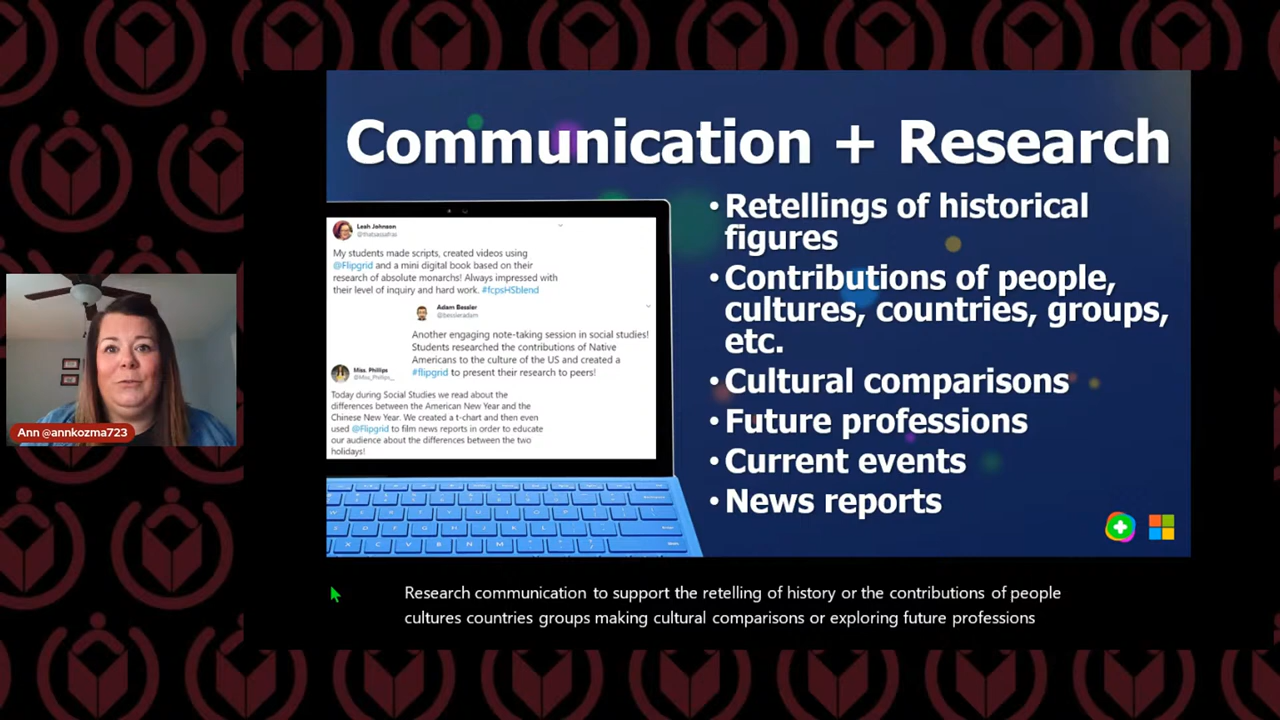 Communication + Research
Leah Johnson
@thatsassafras
My students made scripts, created videos using
@Flipgrid and a mini digital book based on their
research of absolute monarchs! Always impressed with
their level of inquiry and hard work. #fcpsHSblend
Adam Bessler
@bessleradam
Another engaging note-taking session in social studies!
Students researched the contributions of Native
Americans to the culture of the US and created a
#flipgrid to present their research to peers!
Miss. Phillips
@Miss_Phillips_
Today during Social Studies we read about the
differences between the American New Year and the
Chinese New Year. We created a t-chart and then even
used @Flipgrid to film news reports in order to educate
our audience about the differences between the two
holidays!
• Retellings of historical
figures
• Contributions of people,
cultures, countries, groups,
etc.
• Cultural comparisons
• Future professions
• Current events
• News reports
Ann @annkozma723
Research communication to support the retelling of history or the contributions of people
cultures countries groups making cultural comparisons or exploring future professions